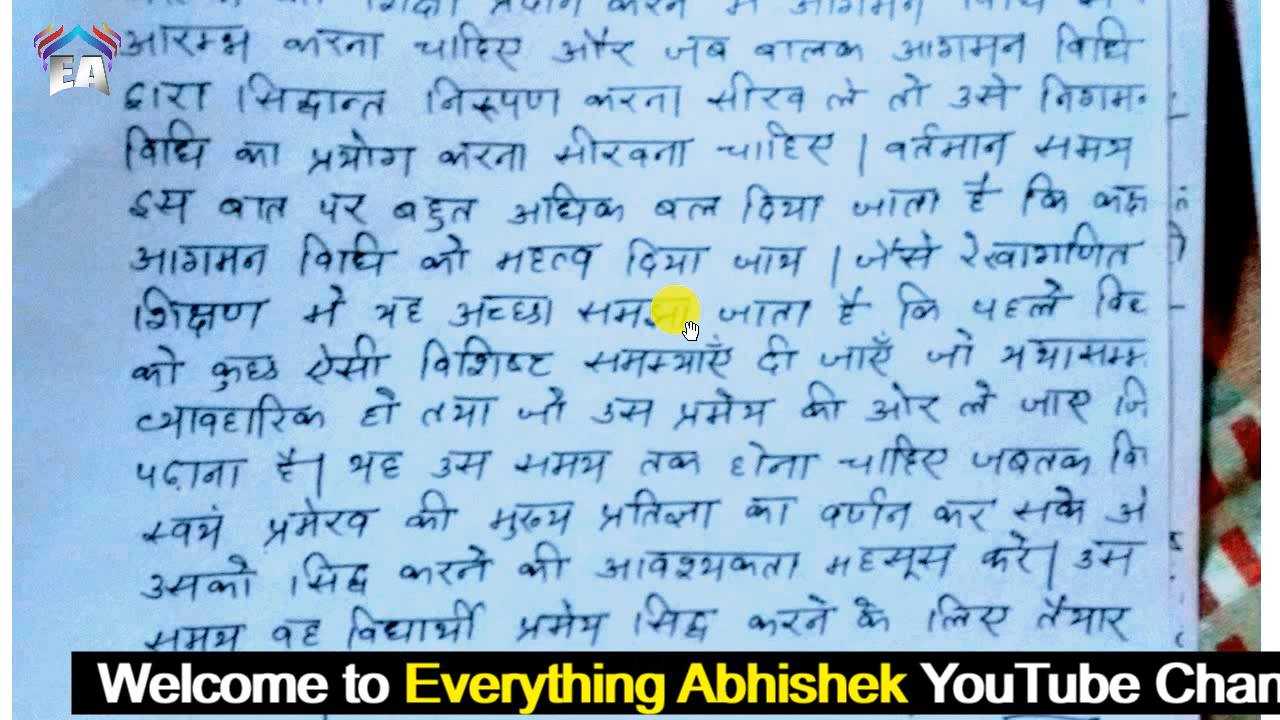 शिक्षा प्रदान करने में आगमन विधि
EA
आरम्भ करना चाहिए और जब बालक आगमन विधि
द्वारा सिद्धान्त निरूपण करना सीख ले तो उसे निगमन
विधि का प्रयोग करना सीखना चाहिए । वर्तमान समय
इस बात पर बहुत अधिक बल दिया जाता है कि
आगमन विधि को महत्व दिया जाय । जैसे रेखागणित
शिक्षण में यह अच्छा समझा जाता है कि पहले
को कुछ ऐसी विशिष्ट समस्याएँ दी जाएँ जो
व्यावहारिक हो तथा जो उस प्रमेय की ओर ले जाए
पढ़ाना है। यह उस समय तक होना चाहिए जबतक
स्वयं प्रमेख की मुख्य प्रतिज्ञा का वर्णन कर सके
उसको सिद्ध करने की आवश्यकता महसूस करे। उस
समय वह विद्यार्थी प्रमेय सिद्ध करने के लिए तैयार
Welcome to Everything Abhishek YouTube Chan